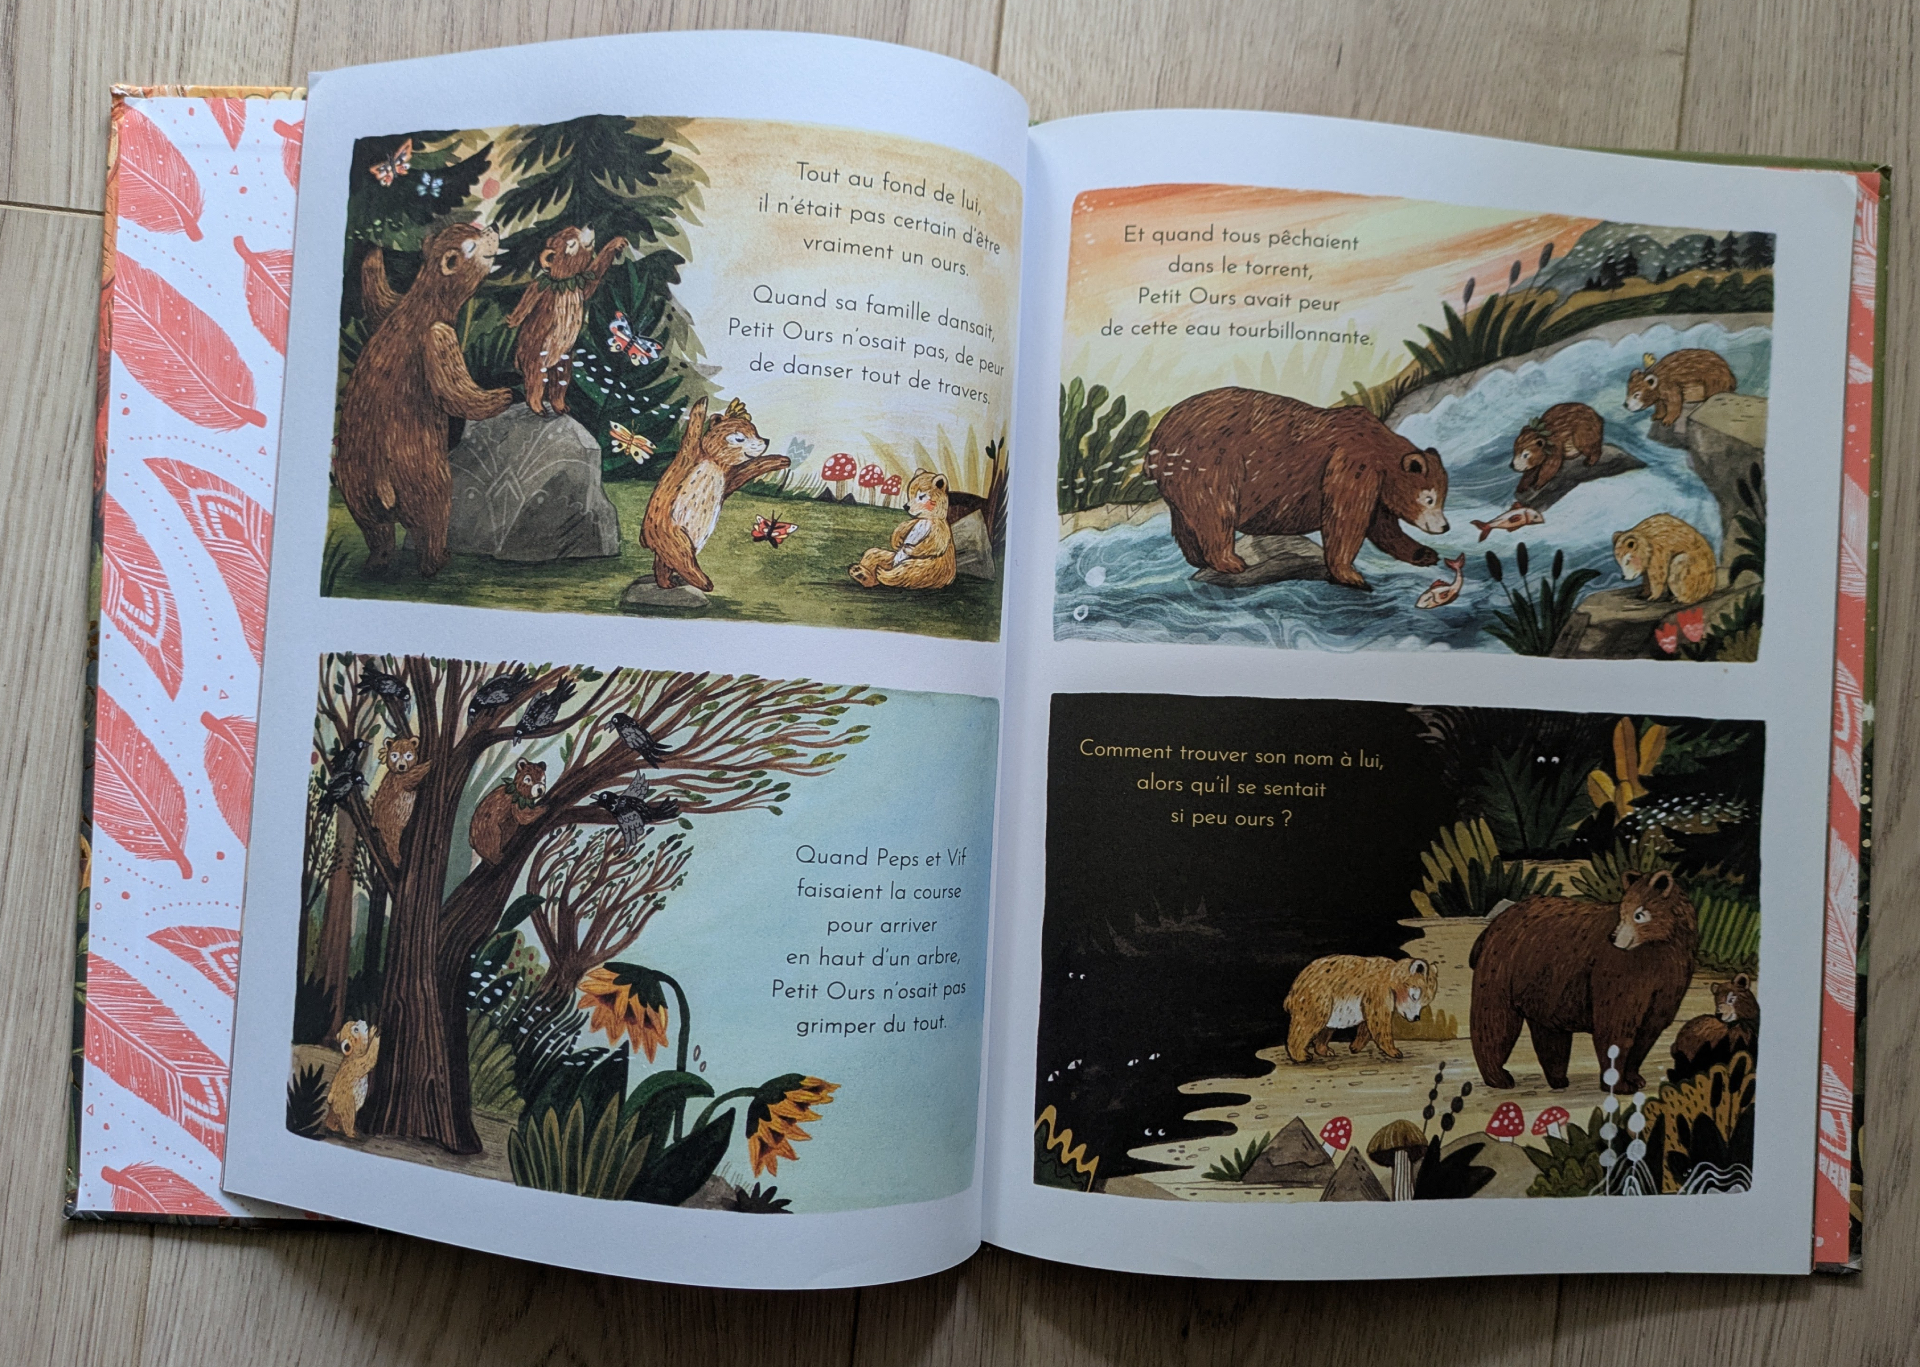 Tout au fond de lui,
il n'était pas certain d'être
vraiment un ours.
Quand sa famille dansait,
Petit Ours n'osait pas, de peur
de danser tout de travers.
Quand Peps et Vif
faisaient la course
pour arriver
en haut d'un arbre,
Petit Ours n'osait pas
grimper du tout.
Et quand tous pêchaient
dans le torrent,
Petit Ours avait peur
de cette eau tourbillonnante.
Comment trouver son nom à lui,
alors qu'il se sentait
si peu ours ?